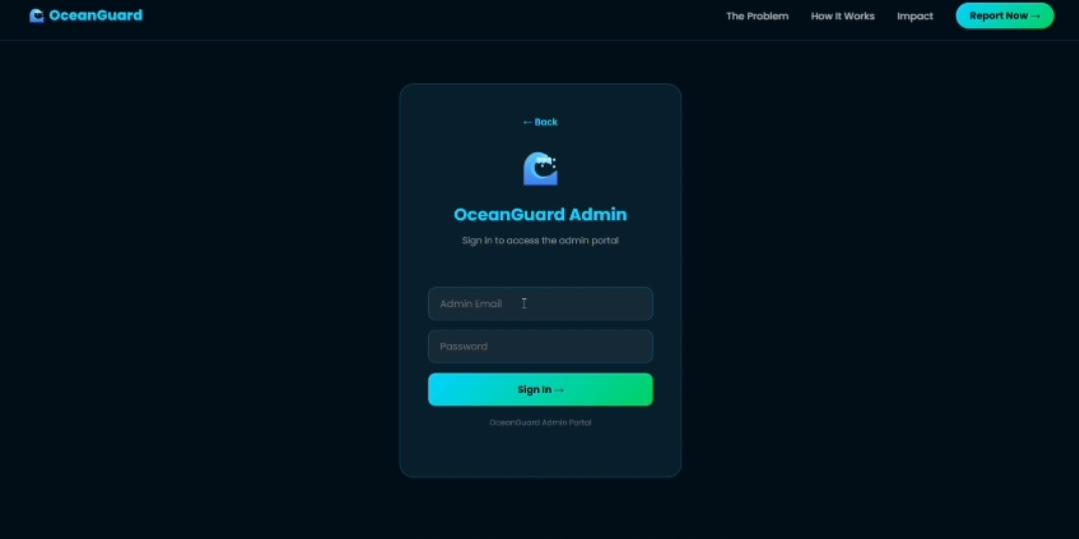 OceanGuard
The Problem
How It Works
Impact
Report Now →
← Back
OceanGuard Admin
Sign in to access the admin portal
Admin Email
Password
Sign In →
OceanGuard Admin Portal